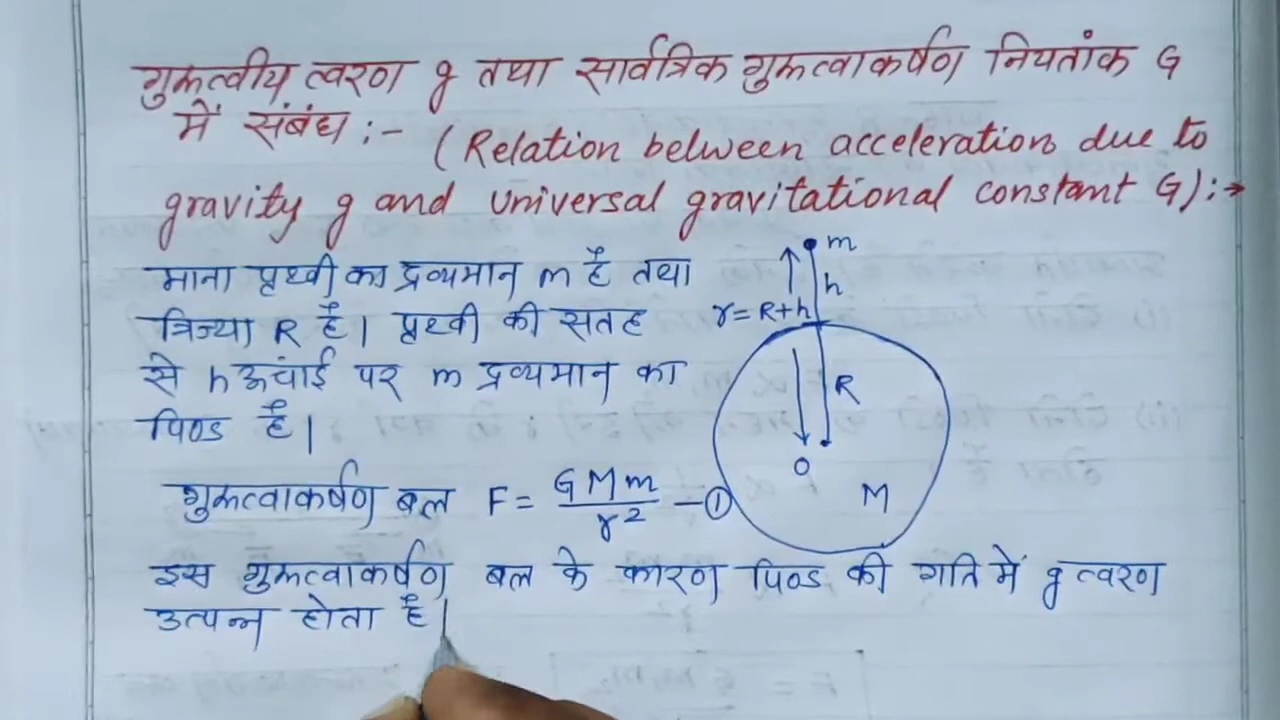 गुरुत्वीय त्वरण g तथा सार्वत्रिक गुरुत्वाकर्षण नियतांक G
में संबंध :- (Relation between acceleration due to
gravity g and universal gravitational constant G):→
माना पृथ्वी का द्रव्यमान m है तथा
त्रिज्या R है। पृथ्वी की सतह
से h ऊंचाई पर m द्रव्यमान का
पिण्ड है।
m
h
r=R+h
R
O
M
गुरुत्वाकर्षण बल F = GMm/r² -①
इस गुरुत्वाकर्षण बल के कारण पिण्ड की गति में g त्वरण
उत्पन्न होता है।